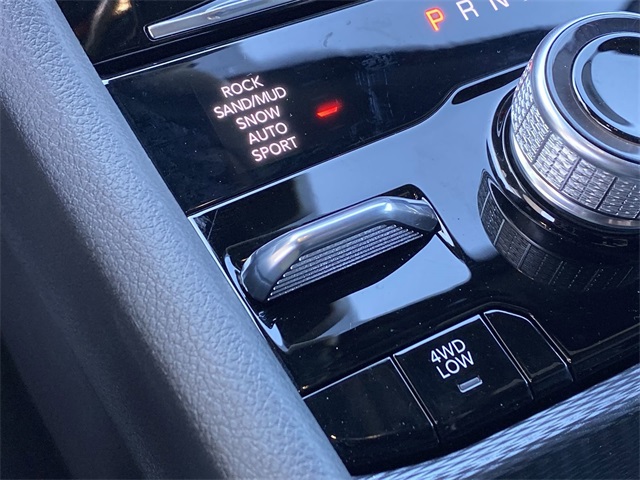 P R N
ROCK
SAND/MUD
SNOW
AUTO
SPORT
4WD
LOW